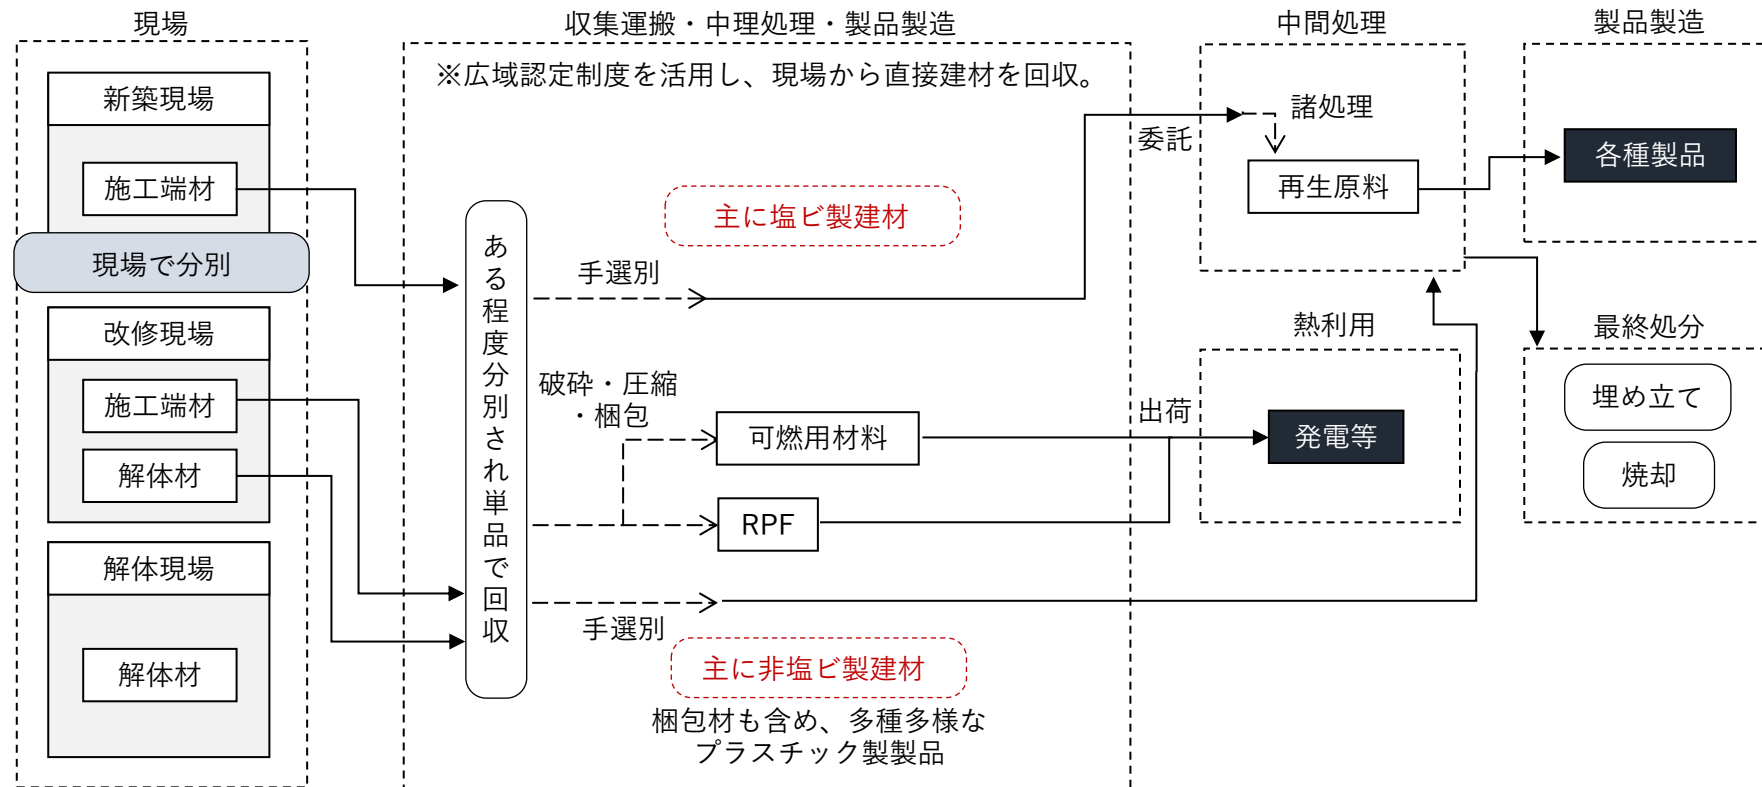 現場
新築現場
施工端材
現場で分別
改修現場
施工端材
解体材
解体現場
解体材
収集運搬・中理処理・製品製造
※広域認定制度を活用し、現場から直接建材を回収。
ある程度分別され単品で回収
主に塩ビ製建材
手選別
破砕・圧縮
・梱包
可燃用材料
RPF
手選別
主に非塩ビ製建材
梱包材も含め、多種多様な
プラスチック製製品
委託
出荷
中間処理
諸処理
再生原料
熱利用
発電等
製品製造
各種製品
最終処分
埋め立て
焼却